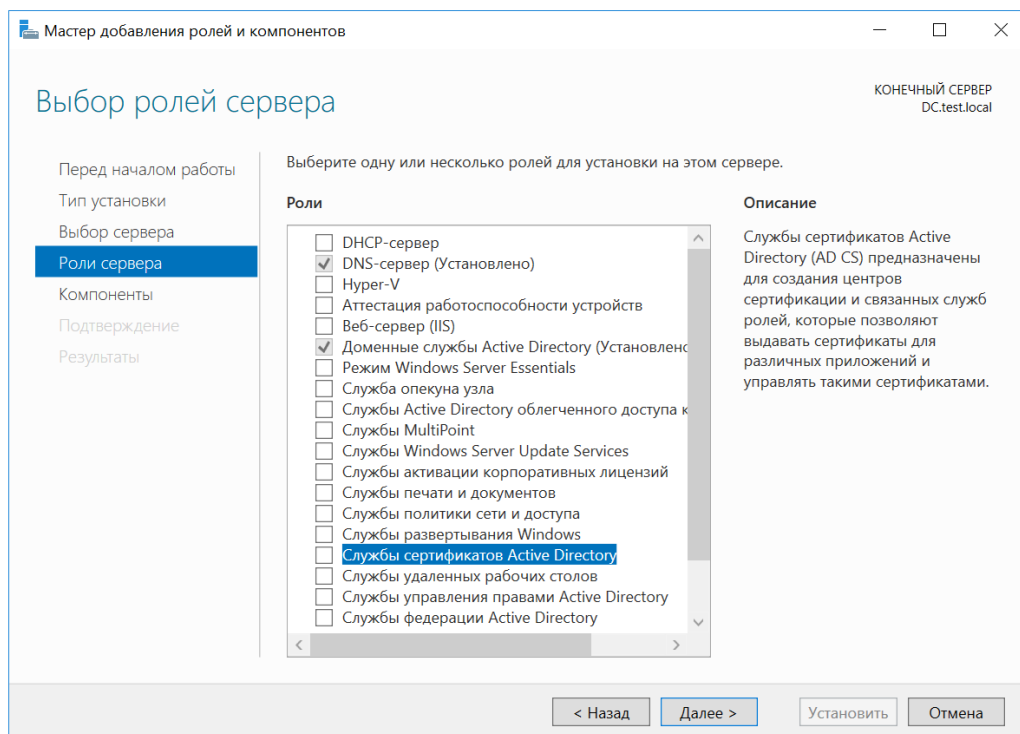 Мастер добавления ролей и компонентов
Выбор ролей сервера
КОНЕЧНЫЙ СЕРВЕР
DC.test.local
Перед началом работы
Тип установки
Выбор сервера
Роли сервера
Компоненты
Подтверждение
Результаты
Выберите одну или несколько ролей для установки на этом сервере.
Роли
DHCP-сервер
DNS-сервер (Установлено)
Hyper-V
Аттестация работоспособности устройств
Веб-сервер (IIS)
Доменные службы Active Directory (Установлено
Режим Windows Server Essentials
Служба опекуна узла
Службы Active Directory облегченного доступа к
Службы MultiPoint
Службы Windows Server Update Services
Службы активации корпоративных лицензий
Службы печати и документов
Службы политики сети и доступа
Службы развертывания Windows
Службы сертификатов Active Directory
Службы удаленных рабочих столов
Службы управления правами Active Directory
Службы федерации Active Directory
Описание
Службы сертификатов Active
Directory (AD CS) предназначены
для создания центров
сертификации и связанных служб
ролей, которые позволяют
выдавать сертификаты для
различных приложений и
управлять такими сертификатами.
< Назад
Далее >
Установить
Отмена